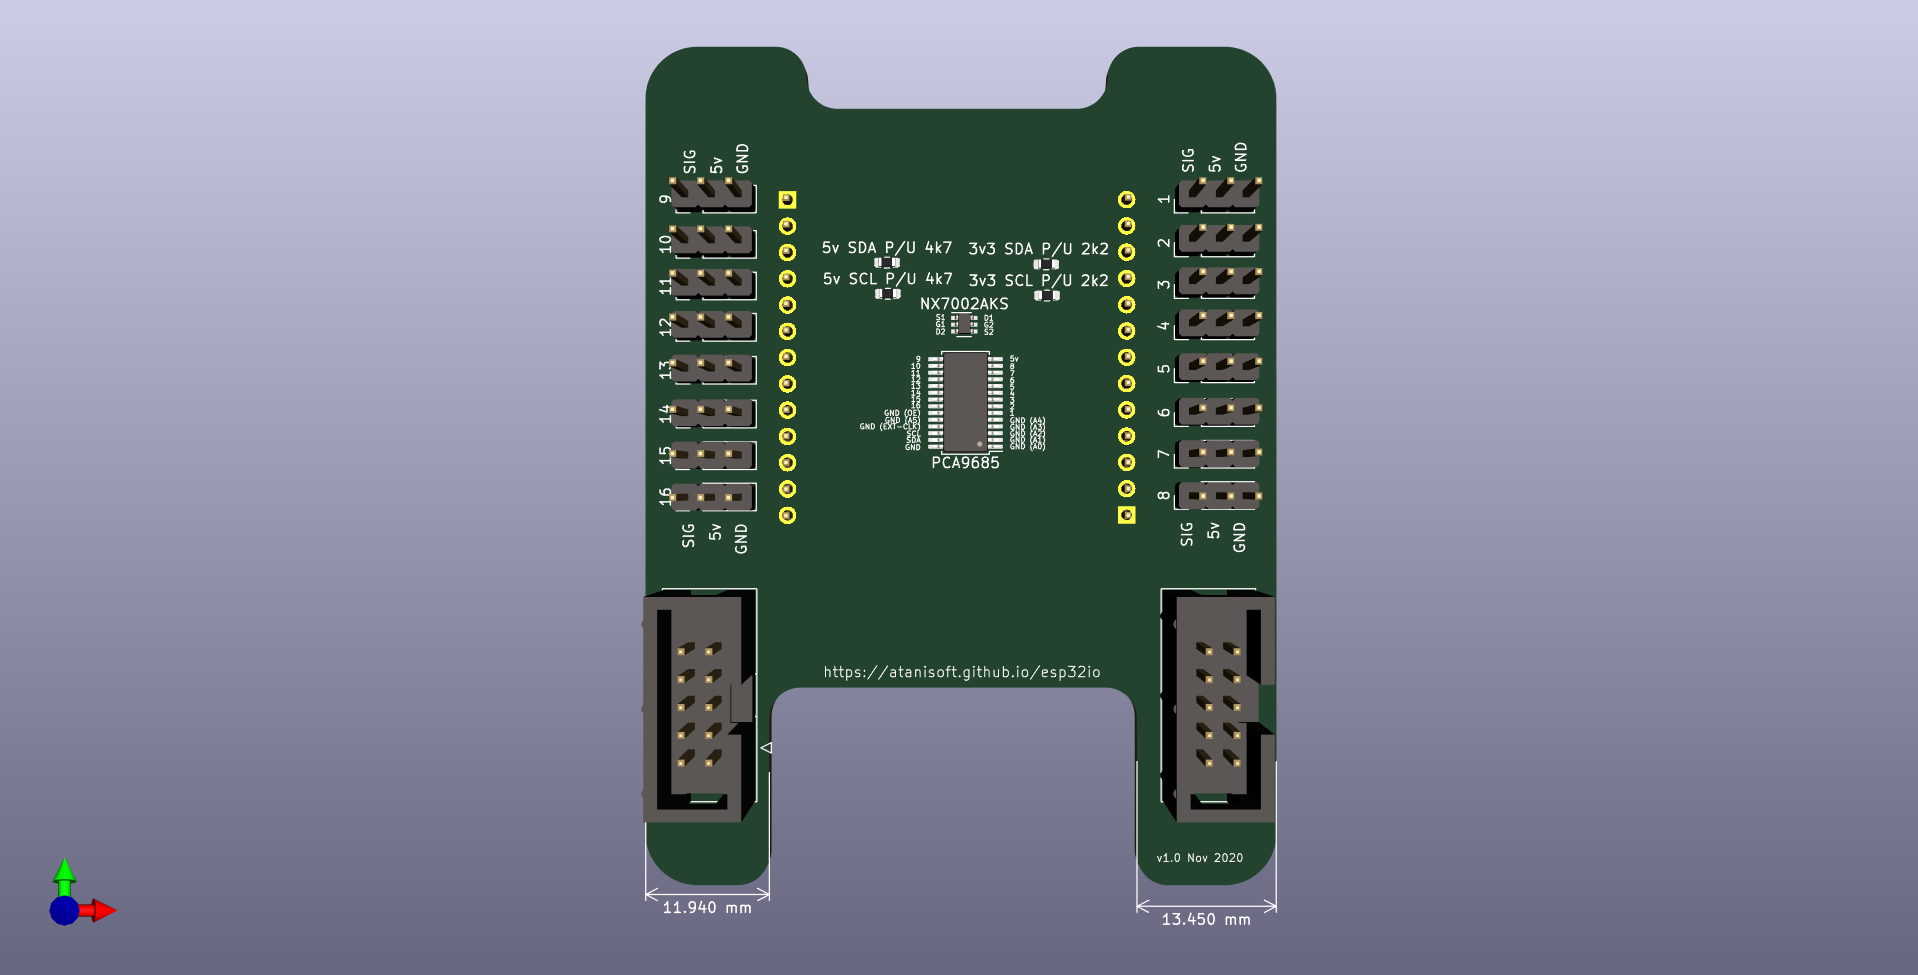 SIG 5v GND
SIG 5v GND
9
10
11
12
13
14
15
16
1
2
3
4
5
6
7
8
5v SDA P/U 4k7
3v3 SDA P/U 2k2
5v SCL P/U 4k7
3v3 SCL P/U 2k2
NX7002AKS
S1 D1
G1 G2
D2 S2
9 5v
10 8
11 7
12 6
13 5
14 4
15 3
16 2
GND (OE) 1
GND (A5) GND (A4)
GND (EXT-CLK) GND (A3)
SCL GND (A2)
SDA GND (A1)
GND GND (A0)
PCA9685
SIG 5v GND
SIG 5v GND
https://atanisoft.github.io/esp32io
v1.0 Nov 2020
11.940 mm
13.450 mm